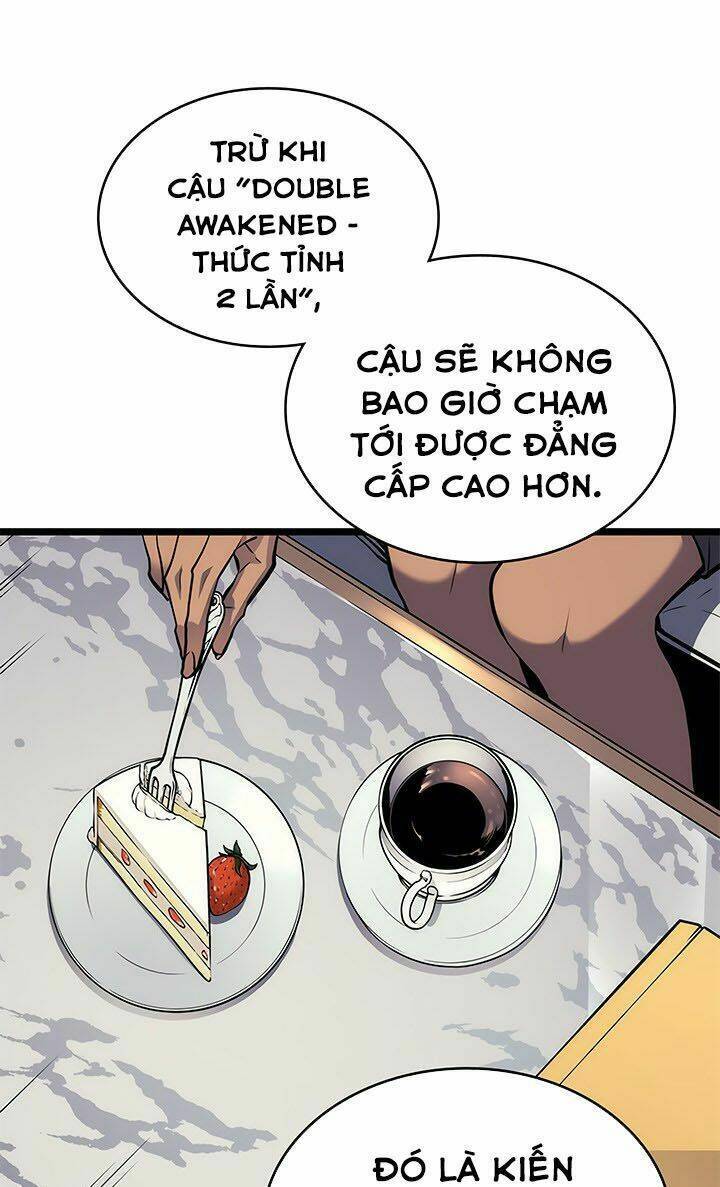 TRỪ KHI
CẬU "DOUBLE
AWAKENED -
THỨC TỈNH
2 LẦN",
CẬU SẼ KHÔNG
BAO GIỜ CHẠM
TỚI ĐƯỢC ĐẲNG
CẤP CAO HƠN.
ĐÓ LÀ KIẾN